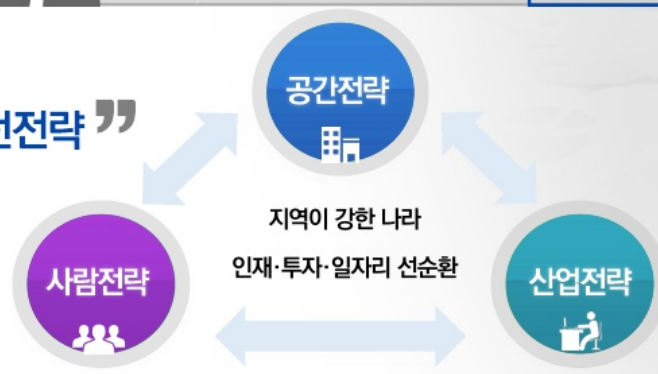 공간전략
전략 ”
지역이 강한 나라
인재·투자·일자리 선순환
사람전략
산업전략